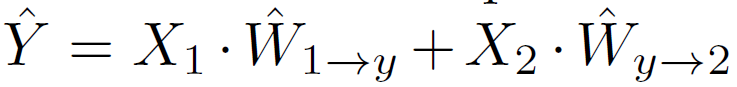 Ŷ = X₁ · Ŵ₁→y + X₂ · Ŵy→2